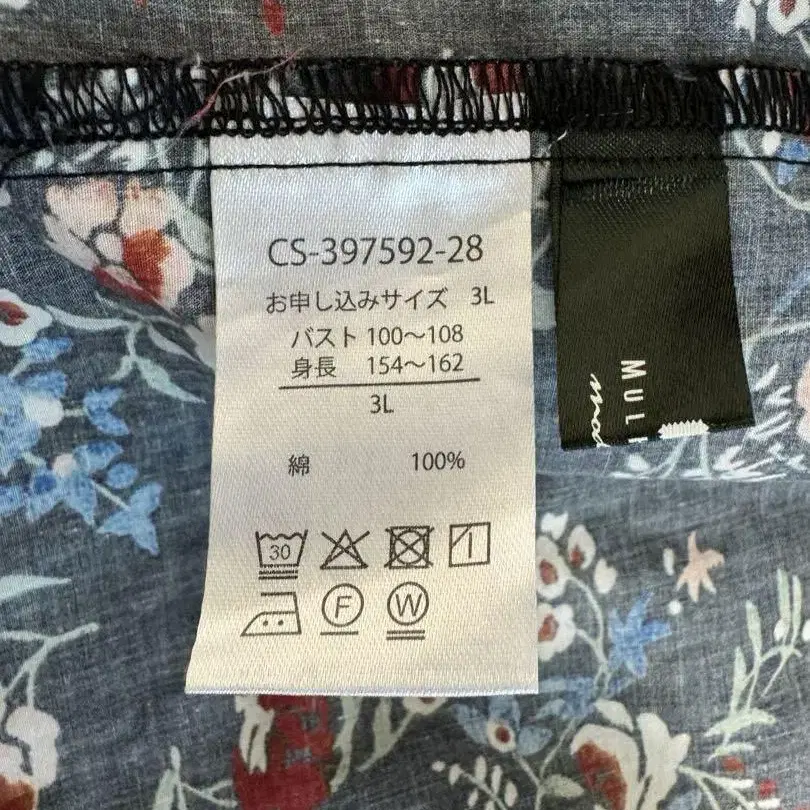 CS-397592-28
お申し込みサイズ 3L
バスト 100～108
身長 154～162
3L
綿 100%
30
F W
MUL